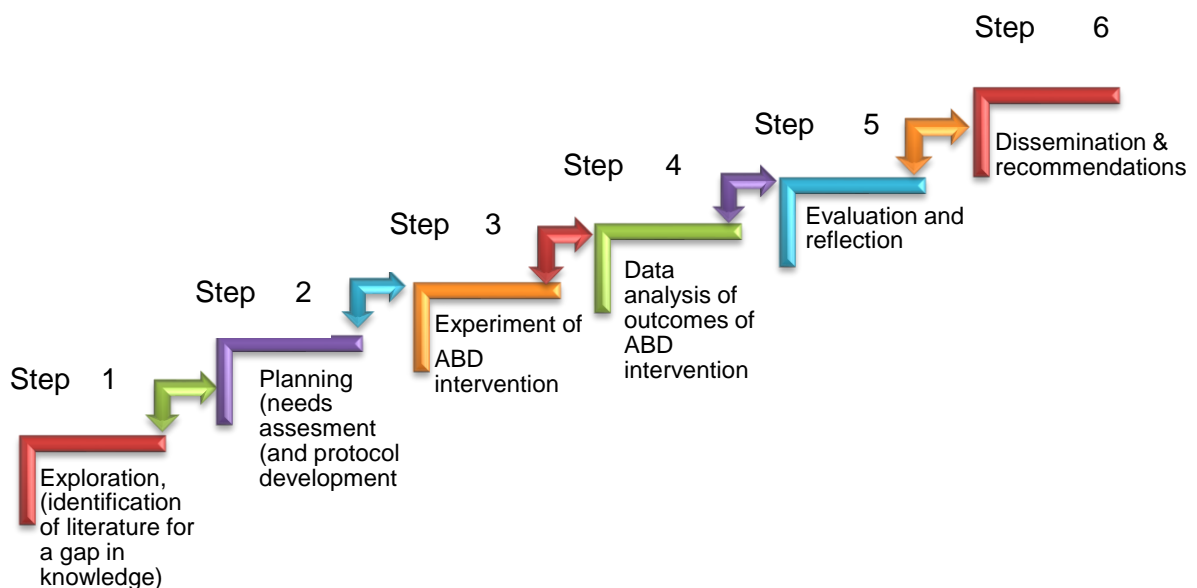 Step 1
Exploration,
(identification
of literature for
a gap in
knowledge)
Step 2
Planning
(needs
assesment
(and protocol
development
Step 3
Experiment of
ABD
intervention
Step 4
Data
analysis of
outcomes of
ABD
intervention
Step 5
Evaluation and
reflection
Step 6
Dissemination &
recommendations